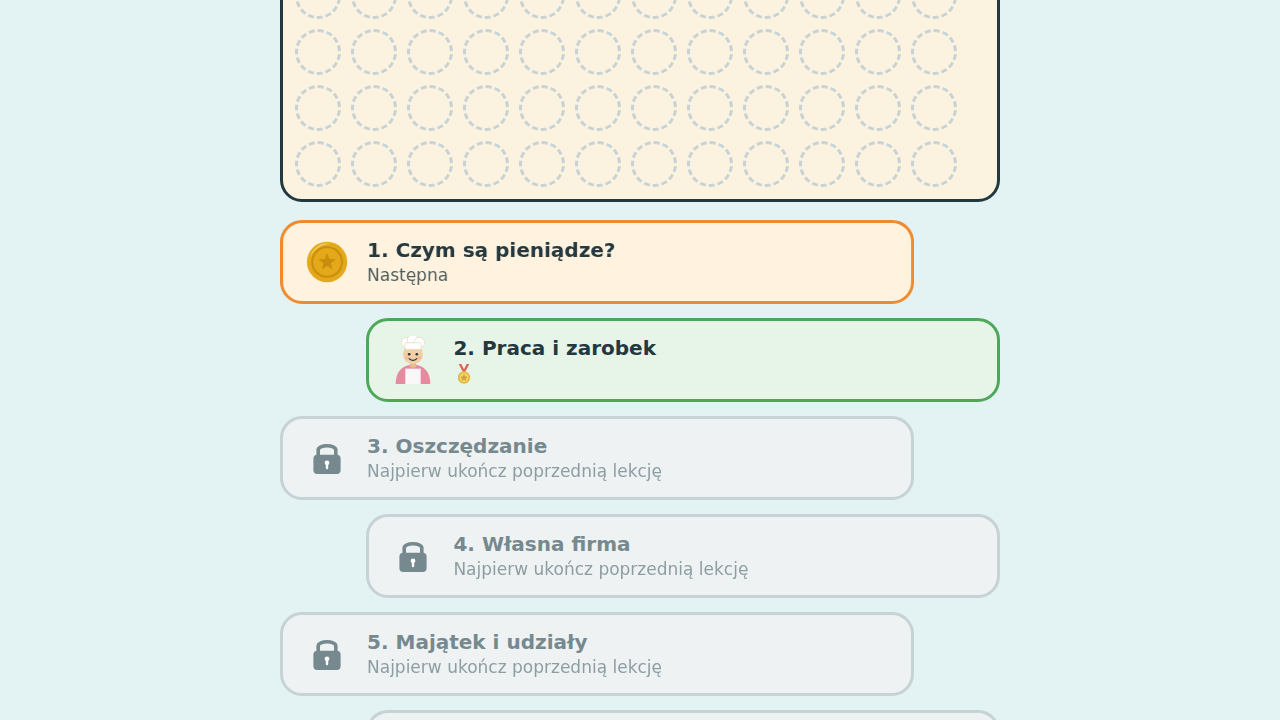 1. Czym są pieniądze?
Następna
2. Praca i zarobek
3. Oszczędzanie
Najpierw ukończ poprzednią lekcję
4. Własna firma
Najpierw ukończ poprzednią lekcję
5. Majątek i udziały
Najpierw ukończ poprzednią lekcję